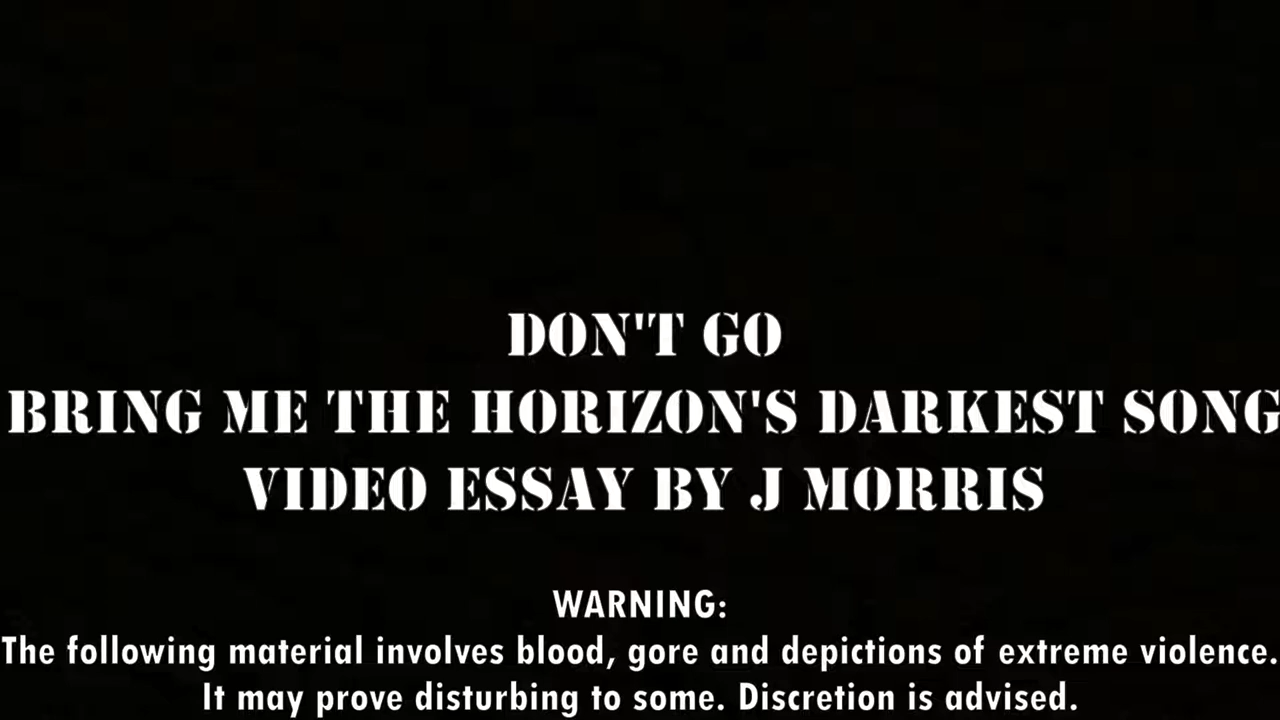 DON'T GO
BRING ME THE HORIZON'S DARKEST SONG
VIDEO ESSAY BY J MORRIS
WARNING:
The following material involves blood, gore and depictions of extreme violence.
It may prove disturbing to some. Discretion is advised.